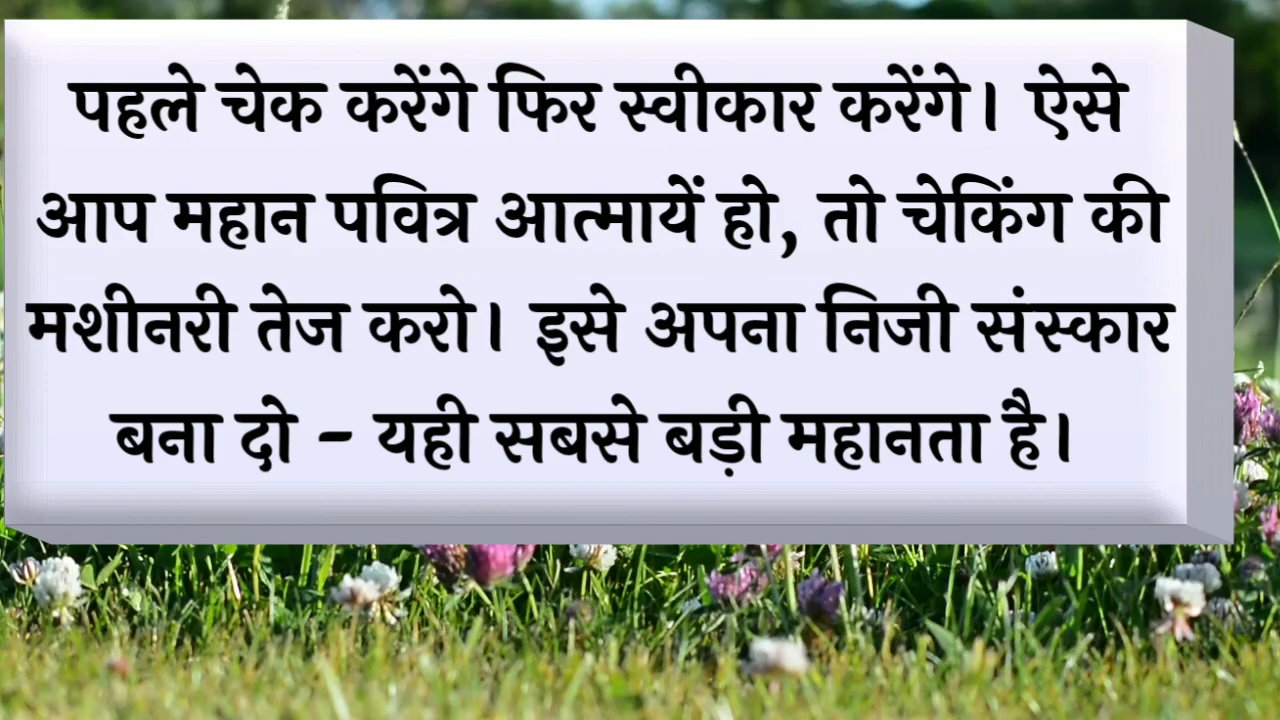 पहले चेक करेंगे फिर स्वीकार करेंगे। ऐसे
आप महान पवित्र आत्मायें हो, तो चेकिंग की
मशीनरी तेज करो। इसे अपना निजी संस्कार
बना दो - यही सबसे बड़ी महानता है।